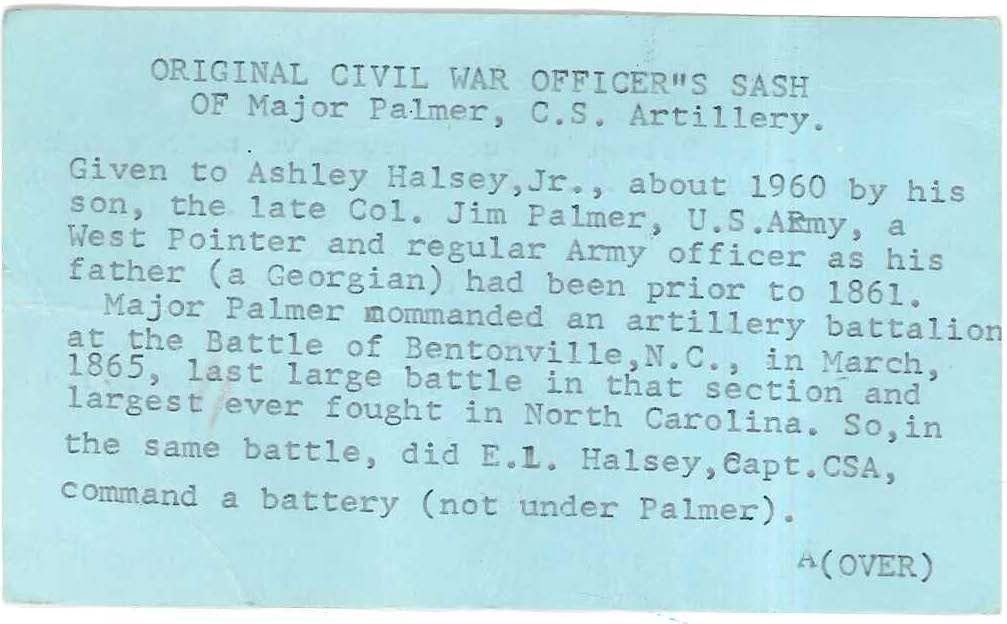 ORIGINAL CIVIL WAR OFFICER"S SASH
OF Major Palmer, C.S. Artillery.
Given to Ashley Halsey,Jr., about 1960 by his
son, the late Col. Jim Palmer, U.S.ARmy, a
West Pointer and regular Army officer as his
father (a Georgian) had been prior to 1861.
Major Palmer mommanded an artillery battalion
at the Battle of Bentonville,N.C., in March,
1865, last large battle in that section and
largest ever fought in North Carolina. So,in
the same battle, did E.L. Halsey,Capt.CSA,
command a battery (not under Palmer).
A(OVER)